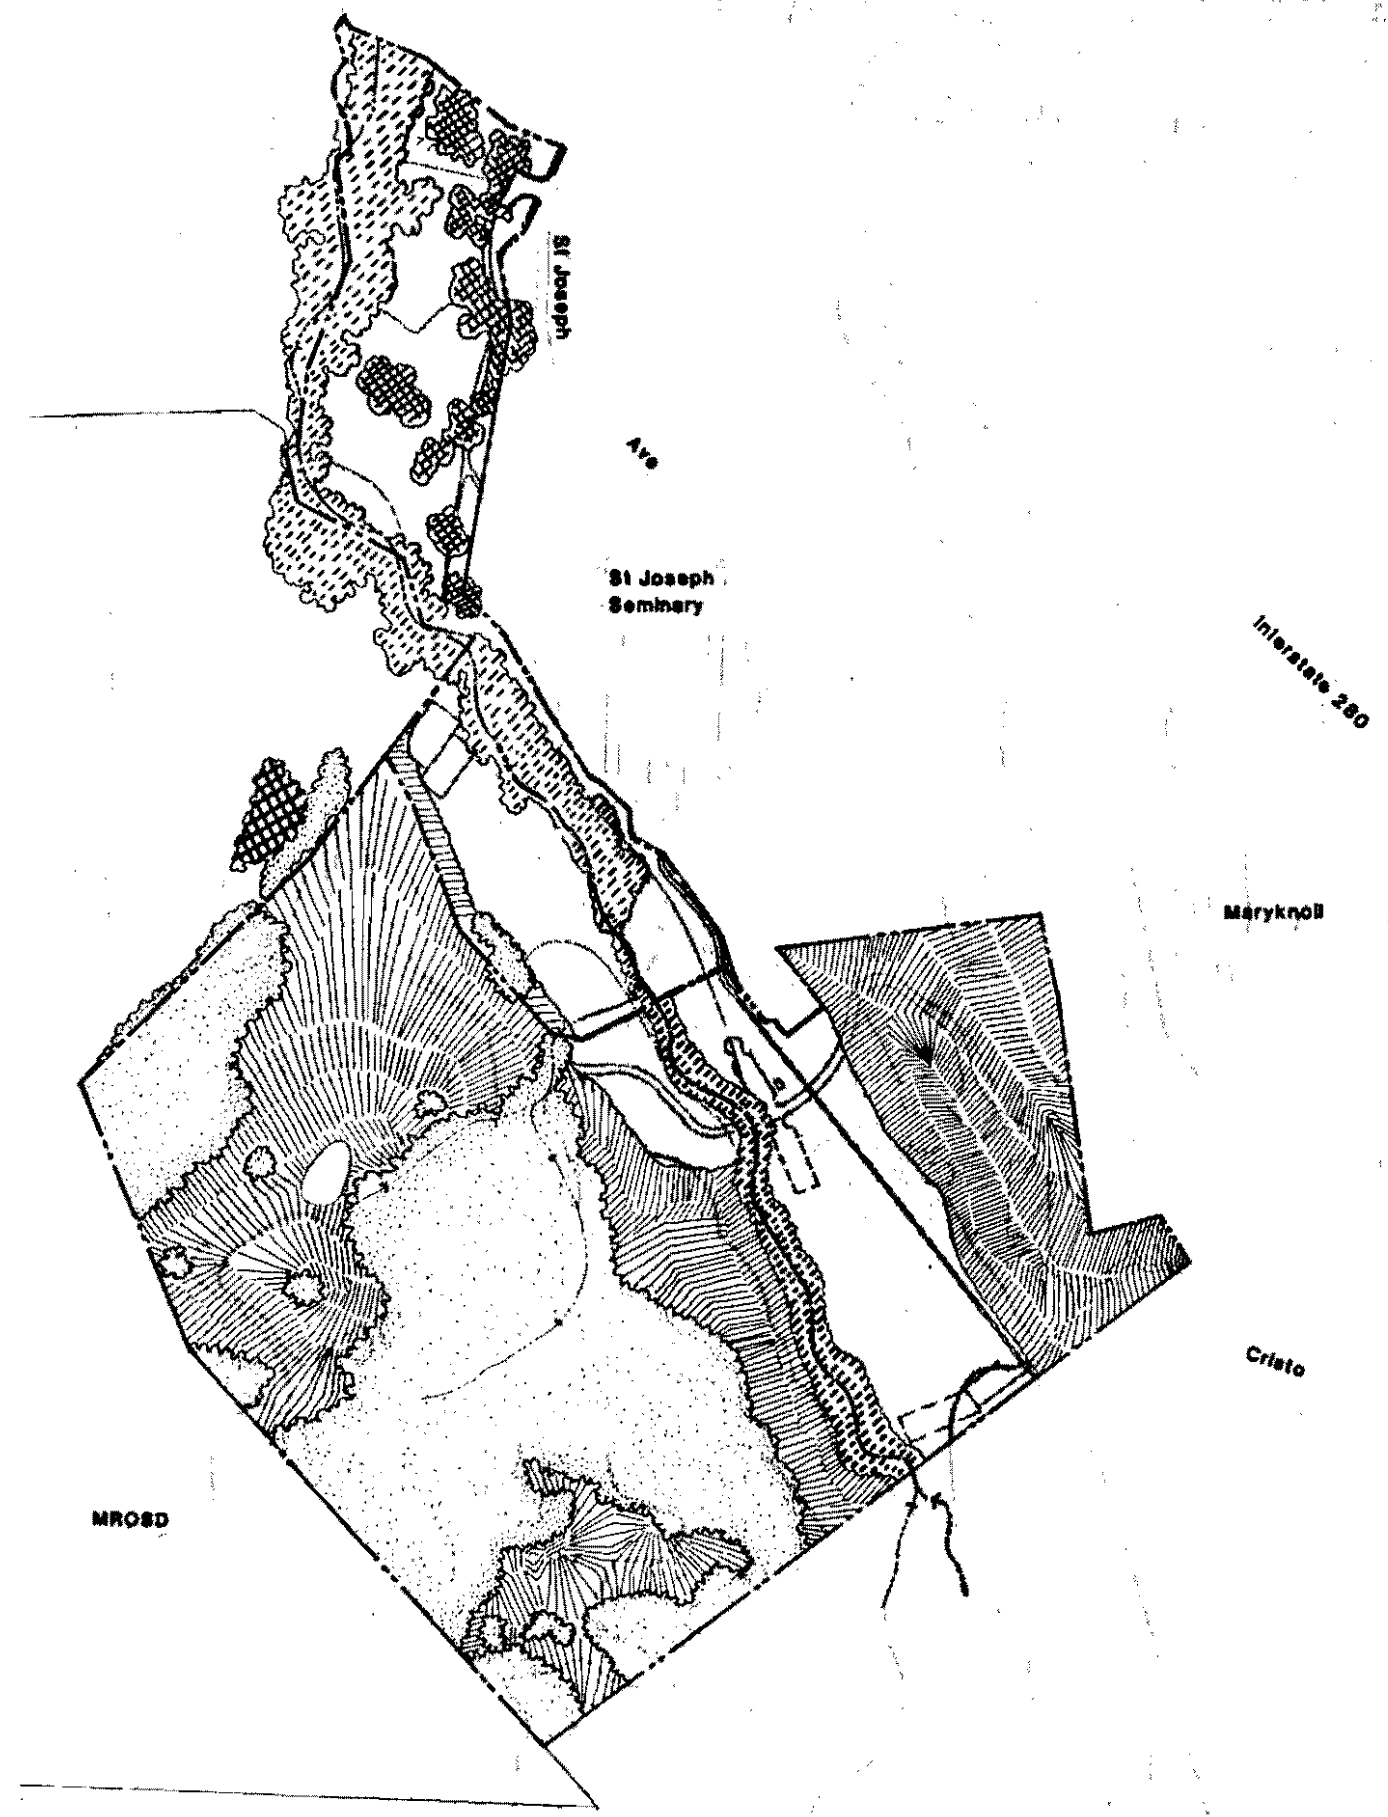 St Joseph
Ave
St Joseph
Seminary
Interstate 280
Maryknoll
Cristo
MROSD